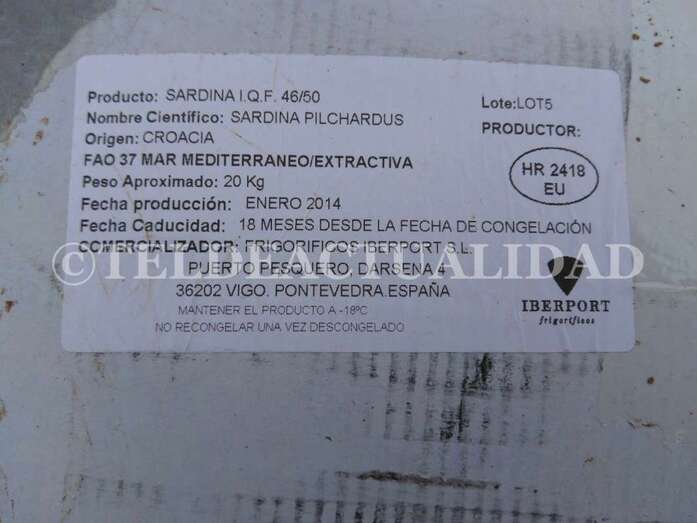 Producto: SARDINA I.Q.F. 46/50
Lote:LOT5
Nombre Científico: SARDINA PILCHARDUS
PRODUCTOR:
Origen: CROACIA
FAO 37 MAR MEDITERRANEO/EXTRACTIVA
HR 2418
EU
Peso Aproximado: 20 Kg
Fecha producción: ENERO 2014
Fecha Caducidad: 18 MESES DESDE LA FECHA DE CONGELACIÓN
COMERCIALIZADOR: FRIGORIFICOS IBERPORT S.L.
©TELDEACTUALIDAD
PUERTO PESQUERO, DARSENA 4
36202 VIGO. PONTEVEDRA.ESPAÑA
IBERPORT
frigoríficos
MANTENER EL PRODUCTO A -18ºC
NO RECONGELAR UNA VEZ DESCONGELADO